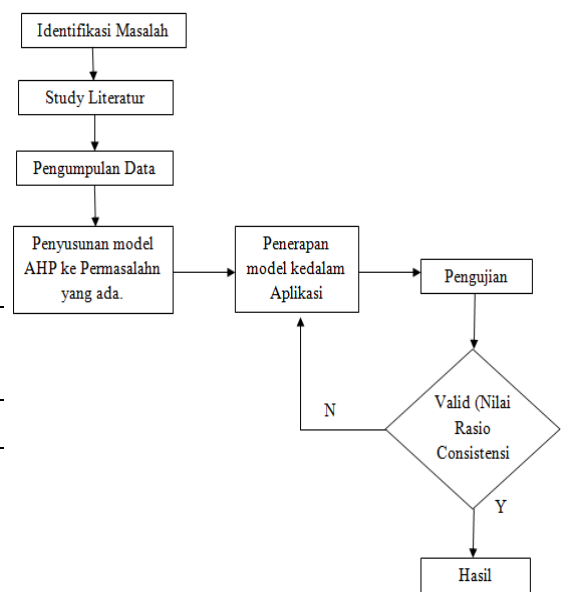 Identifikasi Masalah
Study Literatur
Pengumpulan Data
Penyusunan model
AHP ke Permasalahn
yang ada.
Penerapan
model kedalam
Aplikasi
Pengujian
Valid (Nilai
Rasio
Consistensi
N
Y
Hasil